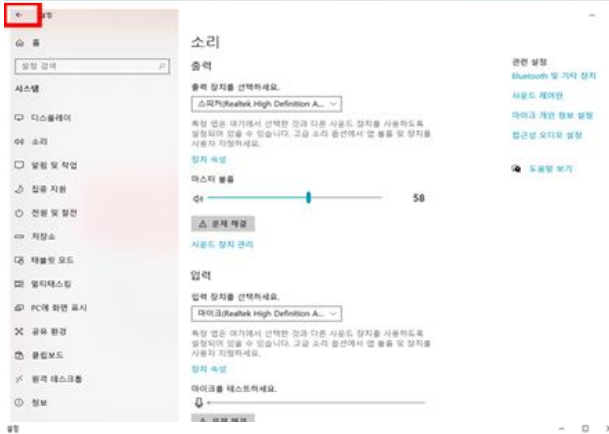 설정
홈
설정 검색
시스템
디스플레이
소리
알림 및 작업
집중 지원
전원 및 절전
저장소
태블릿 모드
멀티태스킹
PC에 화면 표시
공유 환경
클립보드
원격 데스크톱
정보
소리
출력
출력 장치를 선택하세요.
스피커(Realtek High Definition A...
특정 앱은 여기에서 선택한 것과 다른 사운드 장치를 사용하도록
설정되어 있을 수 있습니다. 고급 소리 옵션에서 앱 볼륨 및 장치를
사용자 지정하세요.
장치 속성
마스터 볼륨
58
문제 해결
사운드 장치 관리
입력
입력 장치를 선택하세요.
마이크(Realtek High Definition A...
특정 앱은 여기에서 선택한 것과 다른 사운드 장치를 사용하도록
설정되어 있을 수 있습니다. 고급 소리 옵션에서 앱 볼륨 및 장치를
사용자 지정하세요.
장치 속성
마이크를 테스트하세요.
문제 해결
관련 설정
Bluetooth 및 기타 장치
사운드 제어판
마이크 개인 정보 설정
접근성 오디오 설정
도움말 보기
설정